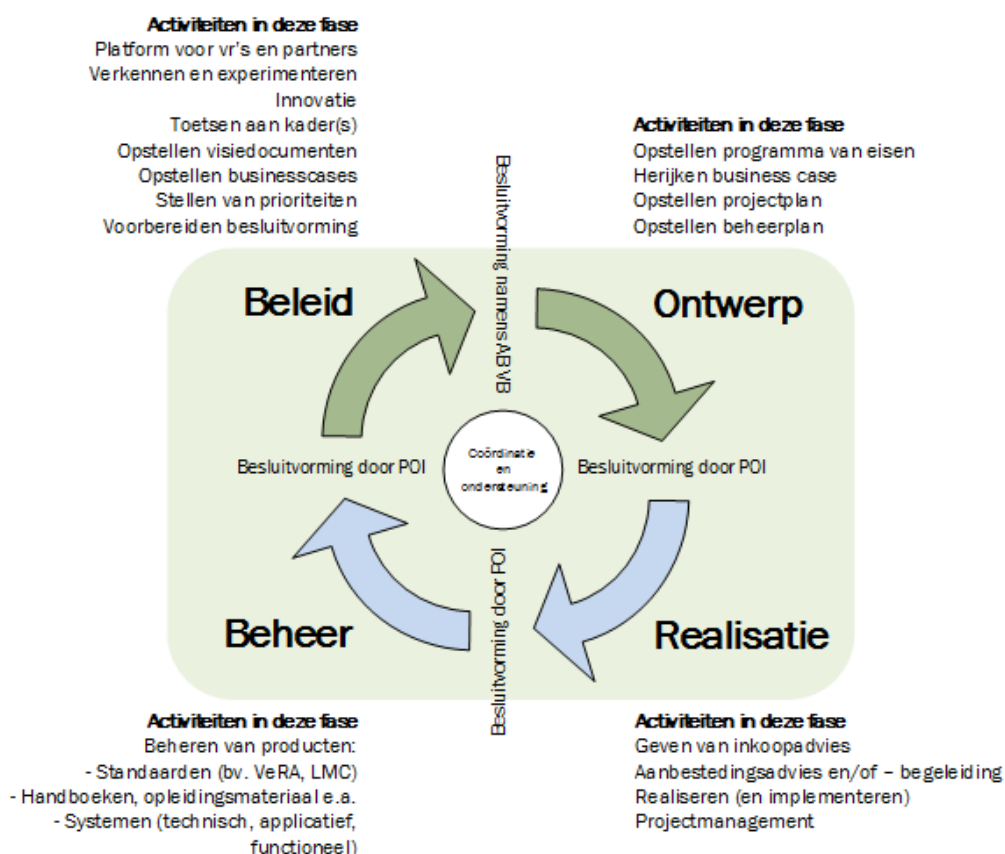 Activiteiten in deze fase
Platform voor vr's en partners
Verkennen en experimenteren
Innovatie
Toetsen aan kader(s)
Opstellen visiedocumenten
Opstellen businesscases
Stellen van prioriteiten
Voorbereiden besluitvorming
Activiteiten in deze fase
Opstellen programma van eisen
Herijken business case
Opstellen projectplan
Opstellen beheerplan
Besluitvorming namens AB VB
Beleid
Ontwerp
Besluitvorming door POI
Coördinatie
en
ondersteuning
Besluitvorming door POI
Besluitvorming door POI
Beheer
Realisatie
Activiteiten in deze fase
Beheren van producten:
- Standaarden (bv. VeRA, LMC)
- Handboeken, opleidingsmateriaal e.a.
- Systemen (technisch, applicatief,
functioneel)
Activiteiten in deze fase
Geven van inkoopadvies
Aanbestedingsadvies en/of – begeleiding
Realiseren (en implementeren)
Projectmanagement